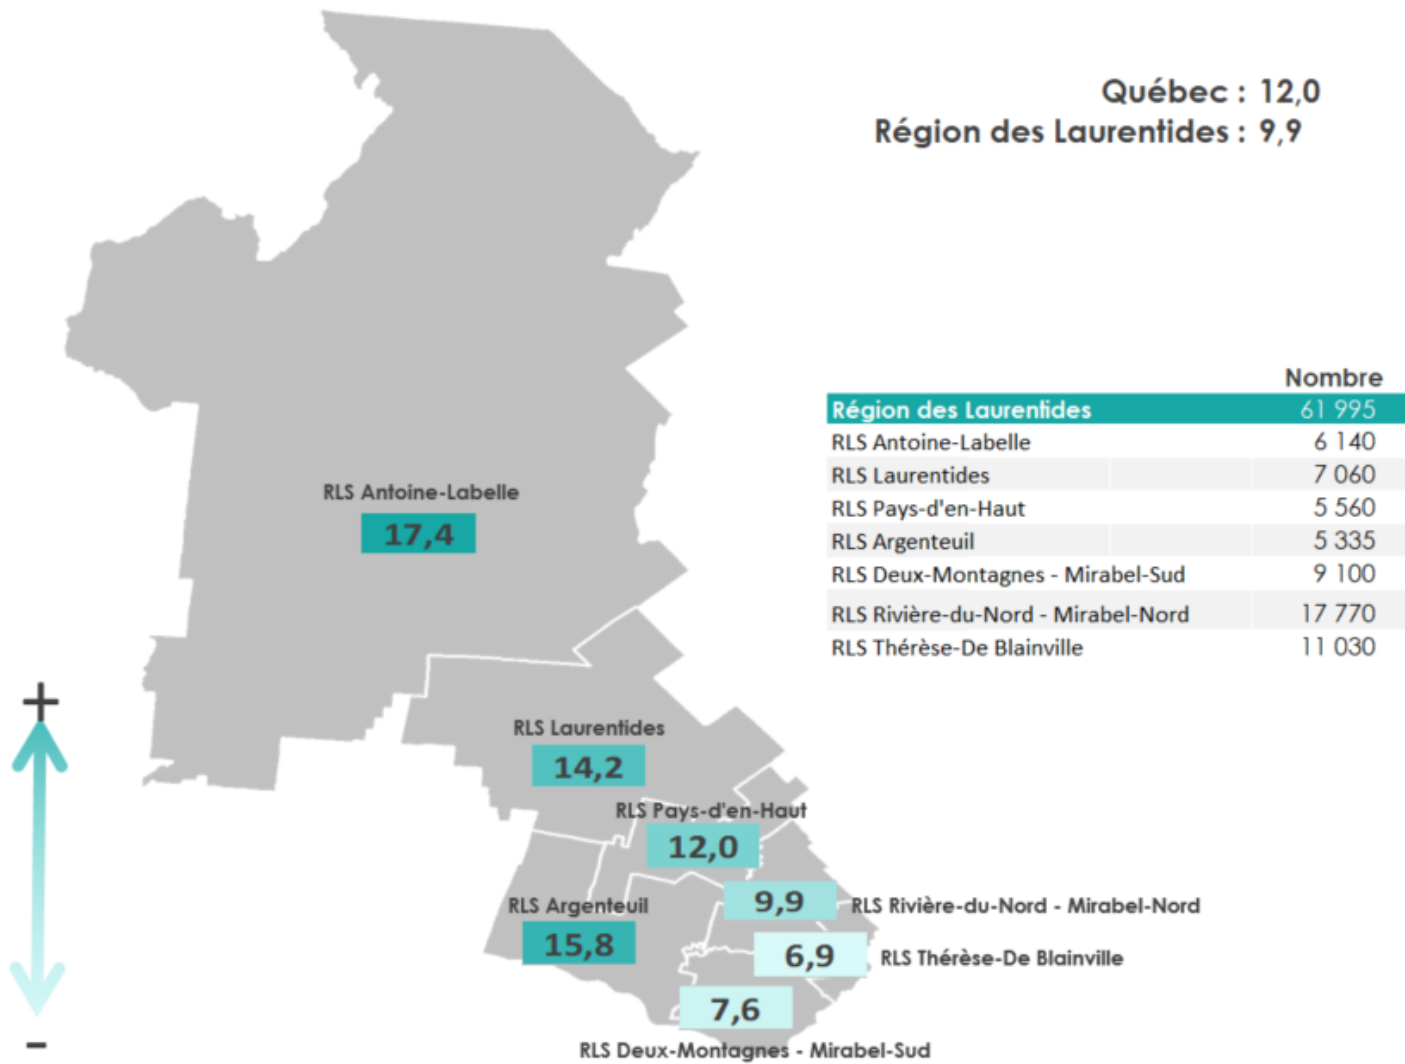 Québec : 12,0
Région des Laurentides : 9,9
Nombre
Région des Laurentides 61 995
RLS Antoine-Labelle 6 140
RLS Laurentides 7 060
RLS Pays-d'en-Haut 5 560
RLS Argenteuil 5 335
RLS Deux-Montagnes - Mirabel-Sud 9 100
RLS Rivière-du-Nord - Mirabel-Nord 17 770
RLS Thérèse-De Blainville 11 030
RLS Antoine-Labelle
17,4
+
RLS Laurentides
14,2
RLS Pays-d'en-Haut
12,0
9,9 RLS Rivière-du-Nord - Mirabel-Nord
RLS Argenteuil
15,8
6,9 RLS Thérèse-De Blainville
7,6
-
RLS Deux-Montagnes - Mirabel-Sud